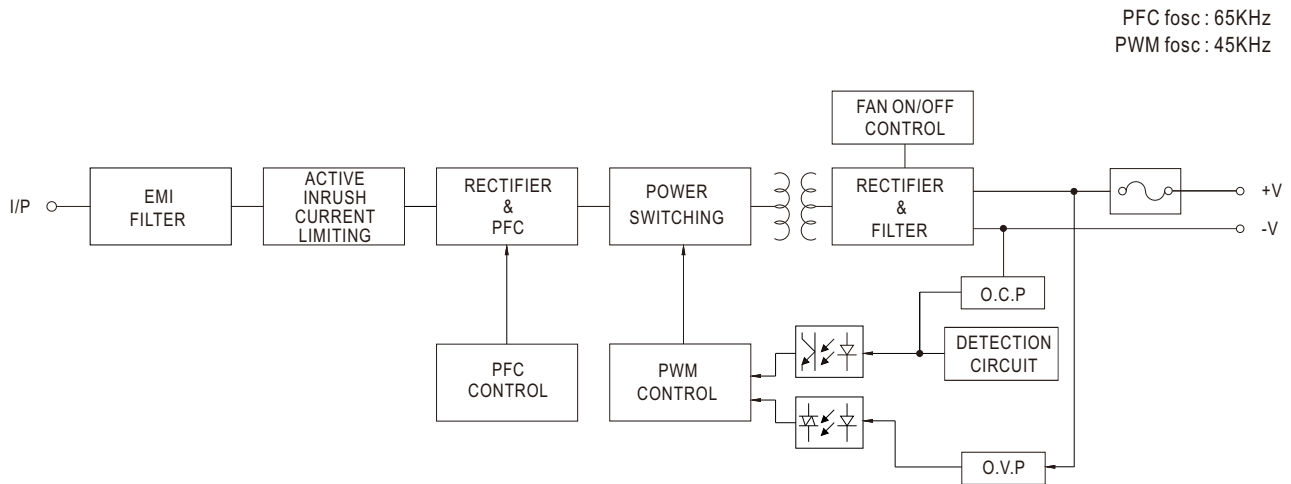 PFC fosc : 65KHz
PWM fosc : 45KHz
FAN ON/OFF
CONTROL
I/P
EMI
FILTER
ACTIVE
INRUSH
CURRENT
LIMITING
RECTIFIER
&
PFC
POWER
SWITCHING
RECTIFIER
&
FILTER
+V
-V
O.C.P
PFC
CONTROL
PWM
CONTROL
DETECTION
CIRCUIT
O.V.P